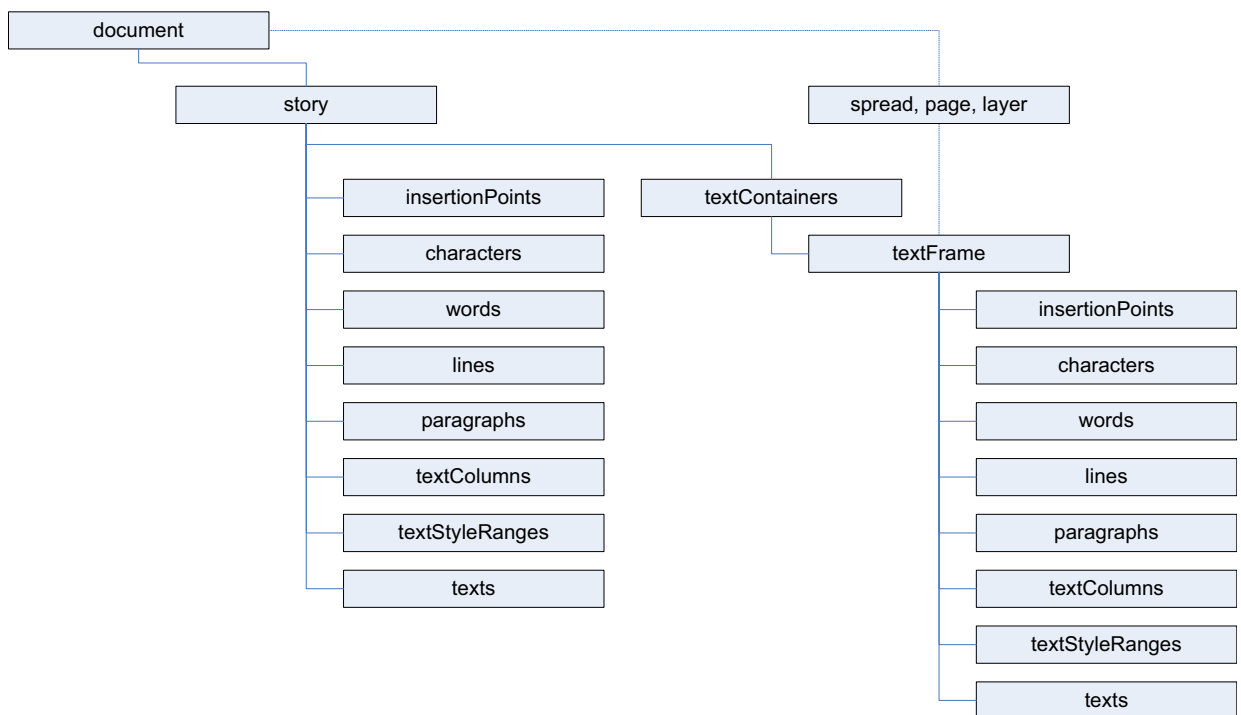 document
story
spread, page, layer
insertionPoints
textContainers
characters
textFrame
words
insertionPoints
lines
characters
paragraphs
words
textColumns
lines
textStyleRanges
paragraphs
texts
textColumns
textStyleRanges
texts